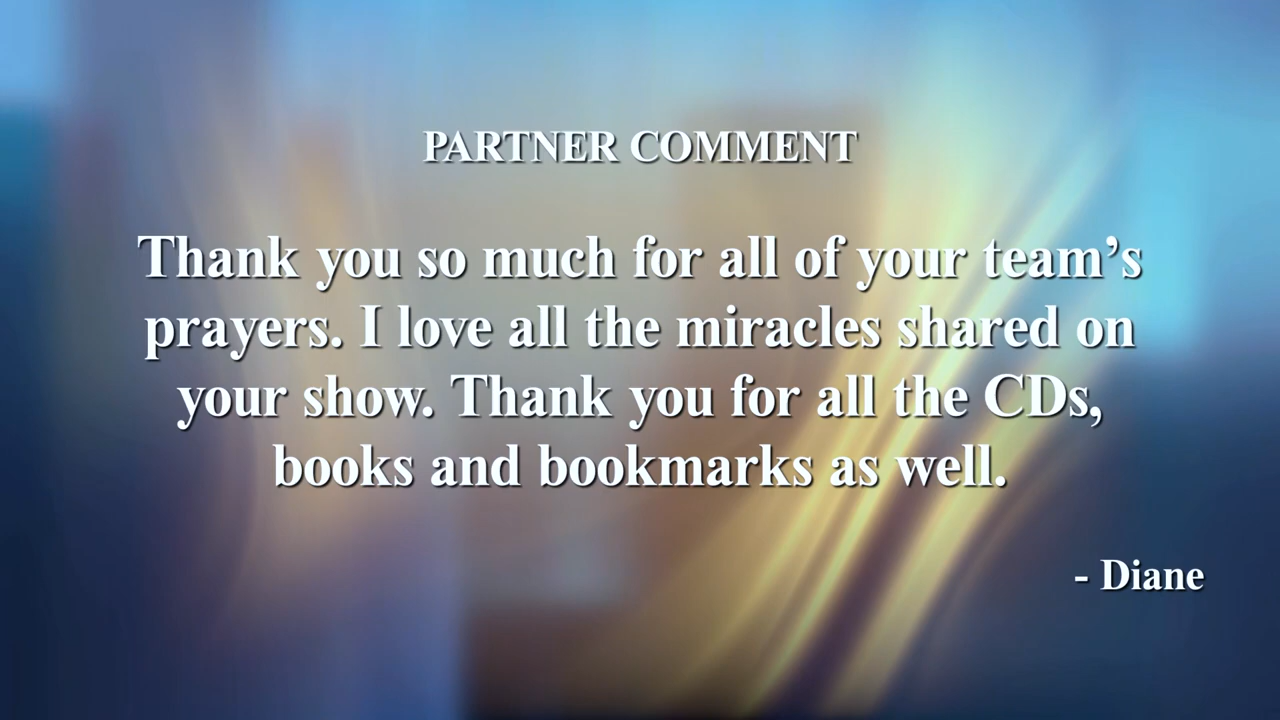 PARTNER COMMENT
Thank you so much for all of your team’s
prayers. I love all the miracles shared on
your show. Thank you for all the CDs,
books and bookmarks as well.
- Diane